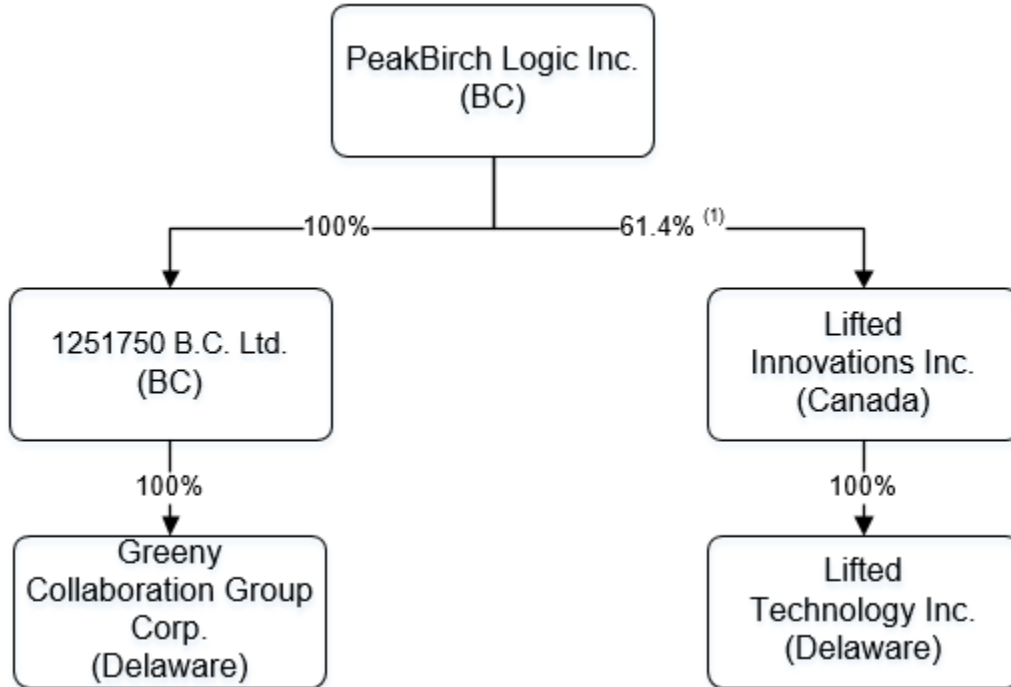 PeakBirch Logic Inc.
(BC)
100%
61.4% (1)
1251750 B.C. Ltd.
(BC)
Lifted
Innovations Inc.
(Canada)
100%
100%
Greeny
Collaboration Group
Corp.
(Delaware)
Lifted
Technology Inc.
(Delaware)